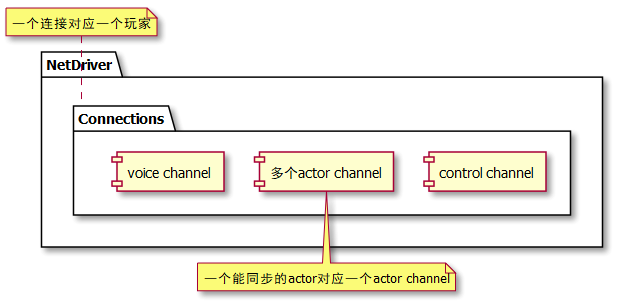 一个连接对应一个玩家
NetDriver
Connections
voice channel
多个actor channel
control channel
一个能同步的actor对应一个actor channel